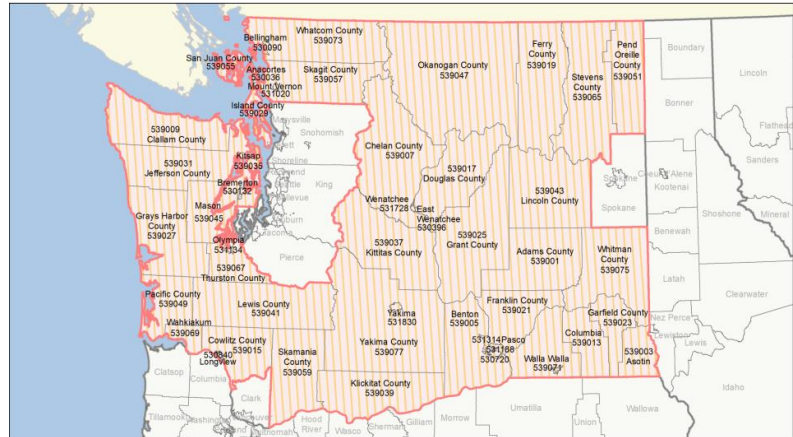 Whatcom County
539073
Bellingham
530090
San Juan County
539055
Anacortes
530036
Mount Vernon
531020
Skagit County
539057
Island County
539029
Okanogan County
539047
Ferry
County
539019
Stevens
County
539065
Pend
Oreille
County
539051
Boundary
Bonner
Lincoln
Flathead
Sanders
Marysville
Snohomish
Shoreline
King
Pierce
539009
Clallam County
539031
Jefferson County
Kitsap
539035
Bremerton
530132
Mason
539045
Grays Harbor
County
539027
Olympia
531134
539067
Thurston County
Chelan County
539007
539017
Douglas County
Wenatchee
531728
East
Wenatchee
530396
539043
Lincoln County
Spokane
Spokane
Alene
Kootenai
Shoshone
Mineral
Benewah
Latah
Clearwater
Nez Perce
Lewiston
Lewis
Idaho
539037
Kittitas County
539025
Grant County
Adams County
539001
Whitman
County
539075
Pacific County
539049
Lewis County
539041
Wahkiakum
539069
Cowlitz County
539015
530840
Longview
Skamania
County
539059
Yakima
531830
Yakima County
539077
Klickitat County
539039
Benton
539005
Franklin County
539021
531314
Pasco
531188
530720
Walla Walla
539071
Columbia
539013
Garfield County
539023
539003
Asotin
Clatsop
Columbia
Clark
Tillamook
Washington
Hood
River
Wasco
Sherman
Gilliam
Morrow
Umatilla
Union
Wallowa